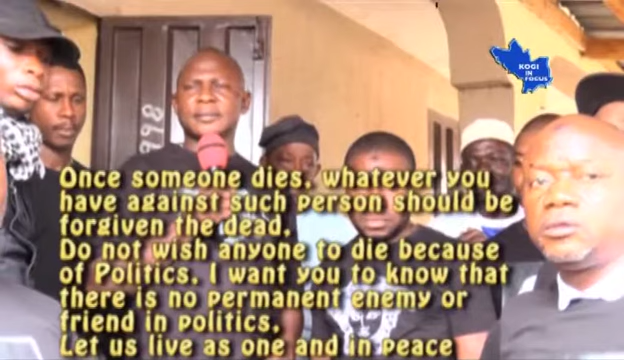 KOGI
IN
FOCUS
998
Once someone dies, whatever you
have against such person should be
forgiven the dead,
Do not wish anyone to die because
of Politics. I want you to know that
there is no permanent enemy or
friend in politics,
Let us live as one and in peace